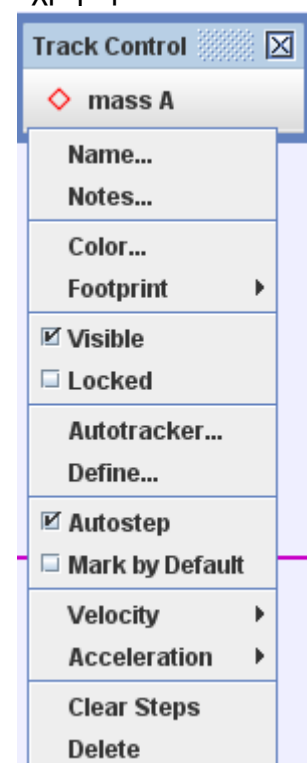 Track Control
mass A
Name...
Notes...
Color...
Footprint
Visible
Locked
Autotracker...
Define...
Autostep
Mark by Default
Velocity
Acceleration
Clear Steps
Delete